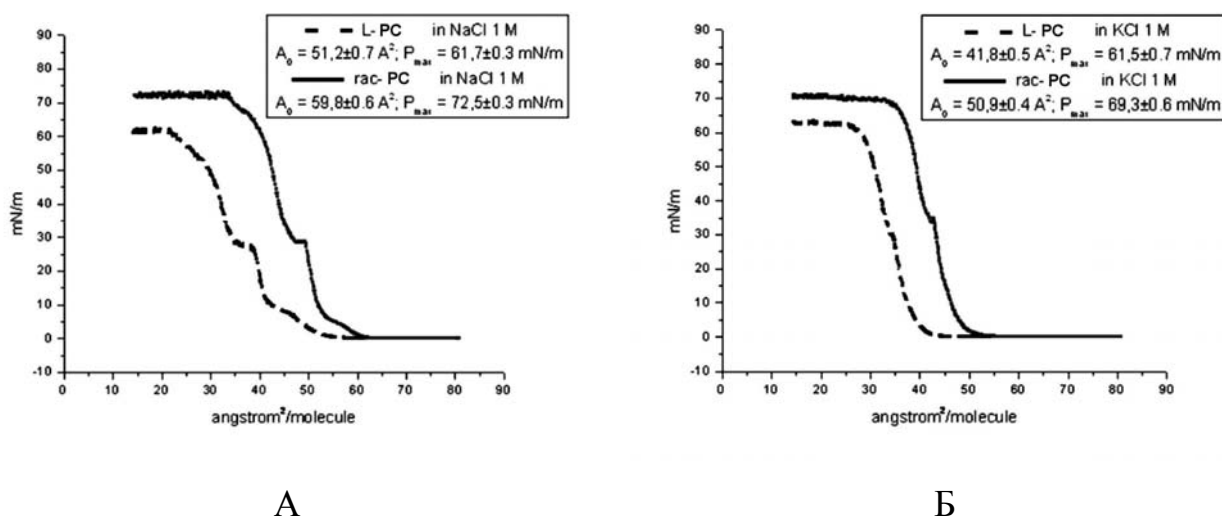 L- PC in NaCl 1 M
A₀ = 51,2±0.7 A²; Pmax = 61,7±0.3 mN/m
rac- PC in NaCl 1 M
A₀ = 59,8±0.6 A²; Pmax = 72,5±0.3 mN/m
90
80
70
60
50
40
30
20
10
0
-10
mN/m
0 10 20 30 40 50 60 70 80 90
angstrom²/molecule
А
L- PC in KCl 1 M
A₀ = 41,8±0.5 A²; Pmax = 61,5±0.7 mN/m
rac- PC in KCl 1 M
A₀ = 50,9±0.4 A²; Pmax = 69,3±0.6 mN/m
90
80
70
60
50
40
30
20
10
0
-10
mN/m
0 10 20 30 40 50 60 70 80 90
angstrom²/molecule
Б